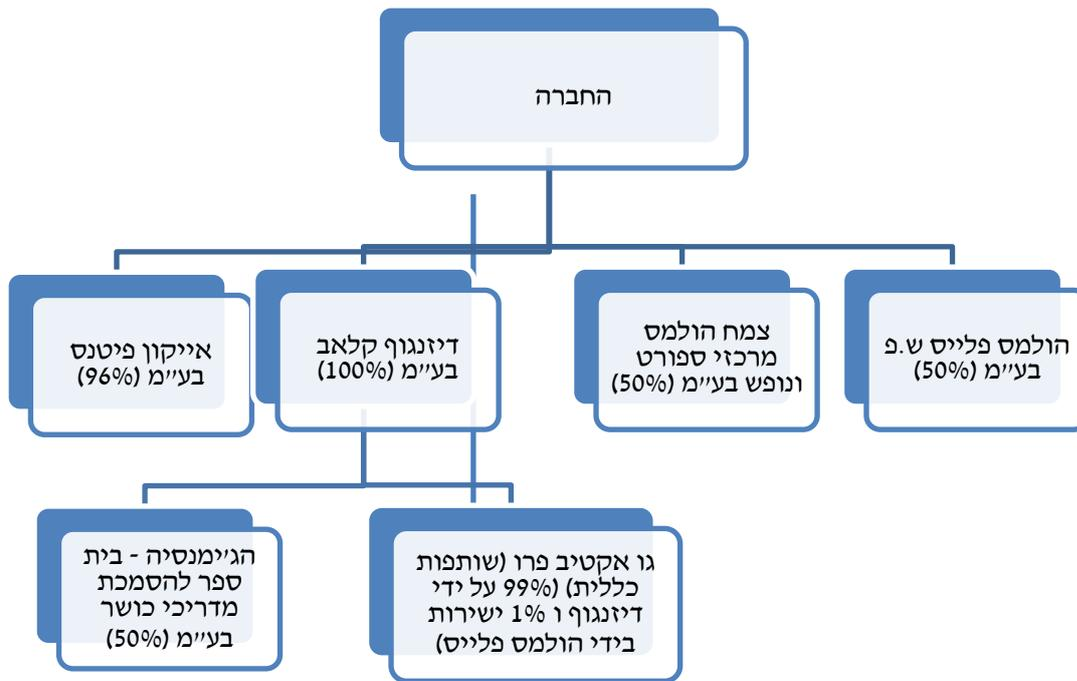 החברה
הולמס פלייס ש.פ
בע״מ (50%)
צמח הולמס
מרכזי ספורט
ונופש בע״מ (50%)
דיזנגוף קלאב
בע״מ (100%)
אייקון פיטנס
בע״מ (96%)
גו אקטיב פרו (שותפות
כללית) (99% על ידי
דיזנגוף ו 1% ישירות
בידי הולמס פלייס)
הג׳ימנסיה - בית
ספר להסמכת
מדריכי כושר
בע״מ (50%)